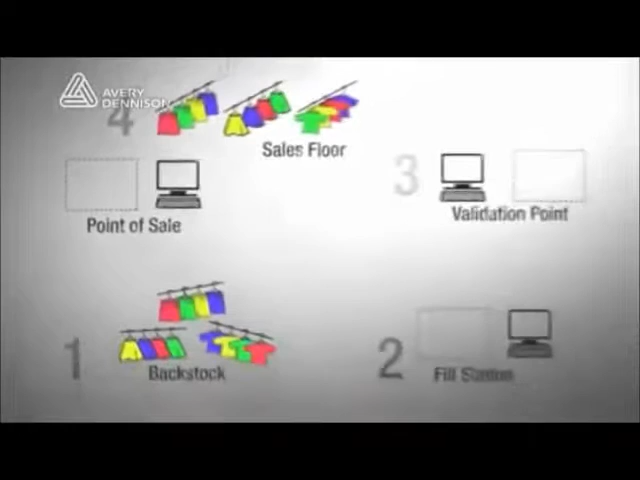 AVERY
DENNISON
4
Sales Floor
3
Point of Sale
Validation Point
1
Backstock
2
Fill Station